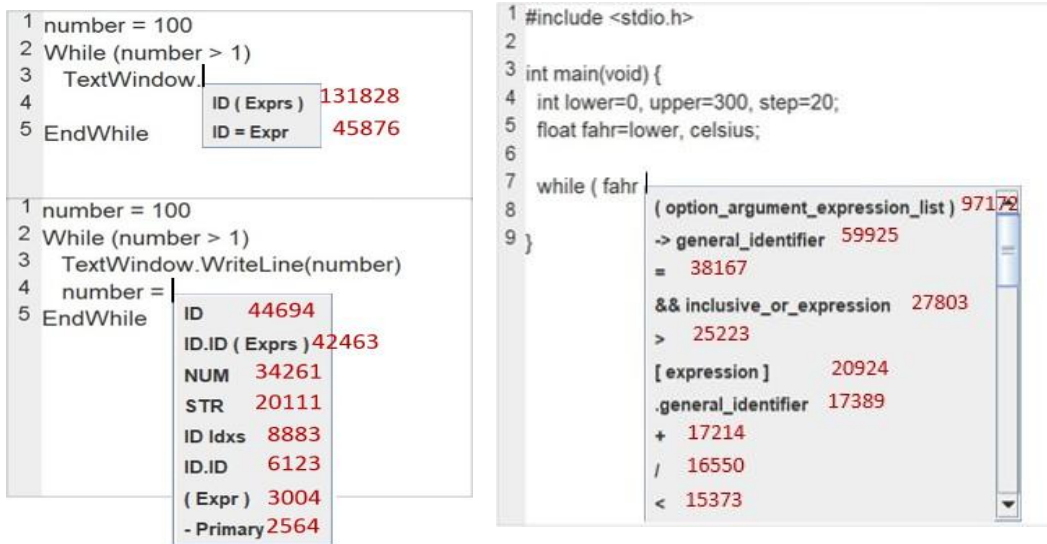 1 number = 100
2 While (number > 1)
3 TextWindow.
4
5 EndWhile
ID ( Exprs ) 131828
ID = Expr 45876
1 number = 100
2 While (number > 1)
3 TextWindow.WriteLine(number)
4 number =
5 EndWhile
ID 44694
ID.ID ( Exprs ) 42463
NUM 34261
STR 20111
ID Idxs 8883
ID.ID 6123
( Expr ) 3004
- Primary 2564
1 #include <stdio.h>
2
3 int main(void) {
4 int lower=0, upper=300, step=20;
5 float fahr=lower, celsius;
6
7 while ( fahr
8
9 }
( option_argument_expression_list ) 97172
-> general_identifier 59925
= 38167
&& inclusive_or_expression 27803
> 25223
[ expression ] 20924
.general_identifier 17389
+ 17214
/ 16550
< 15373